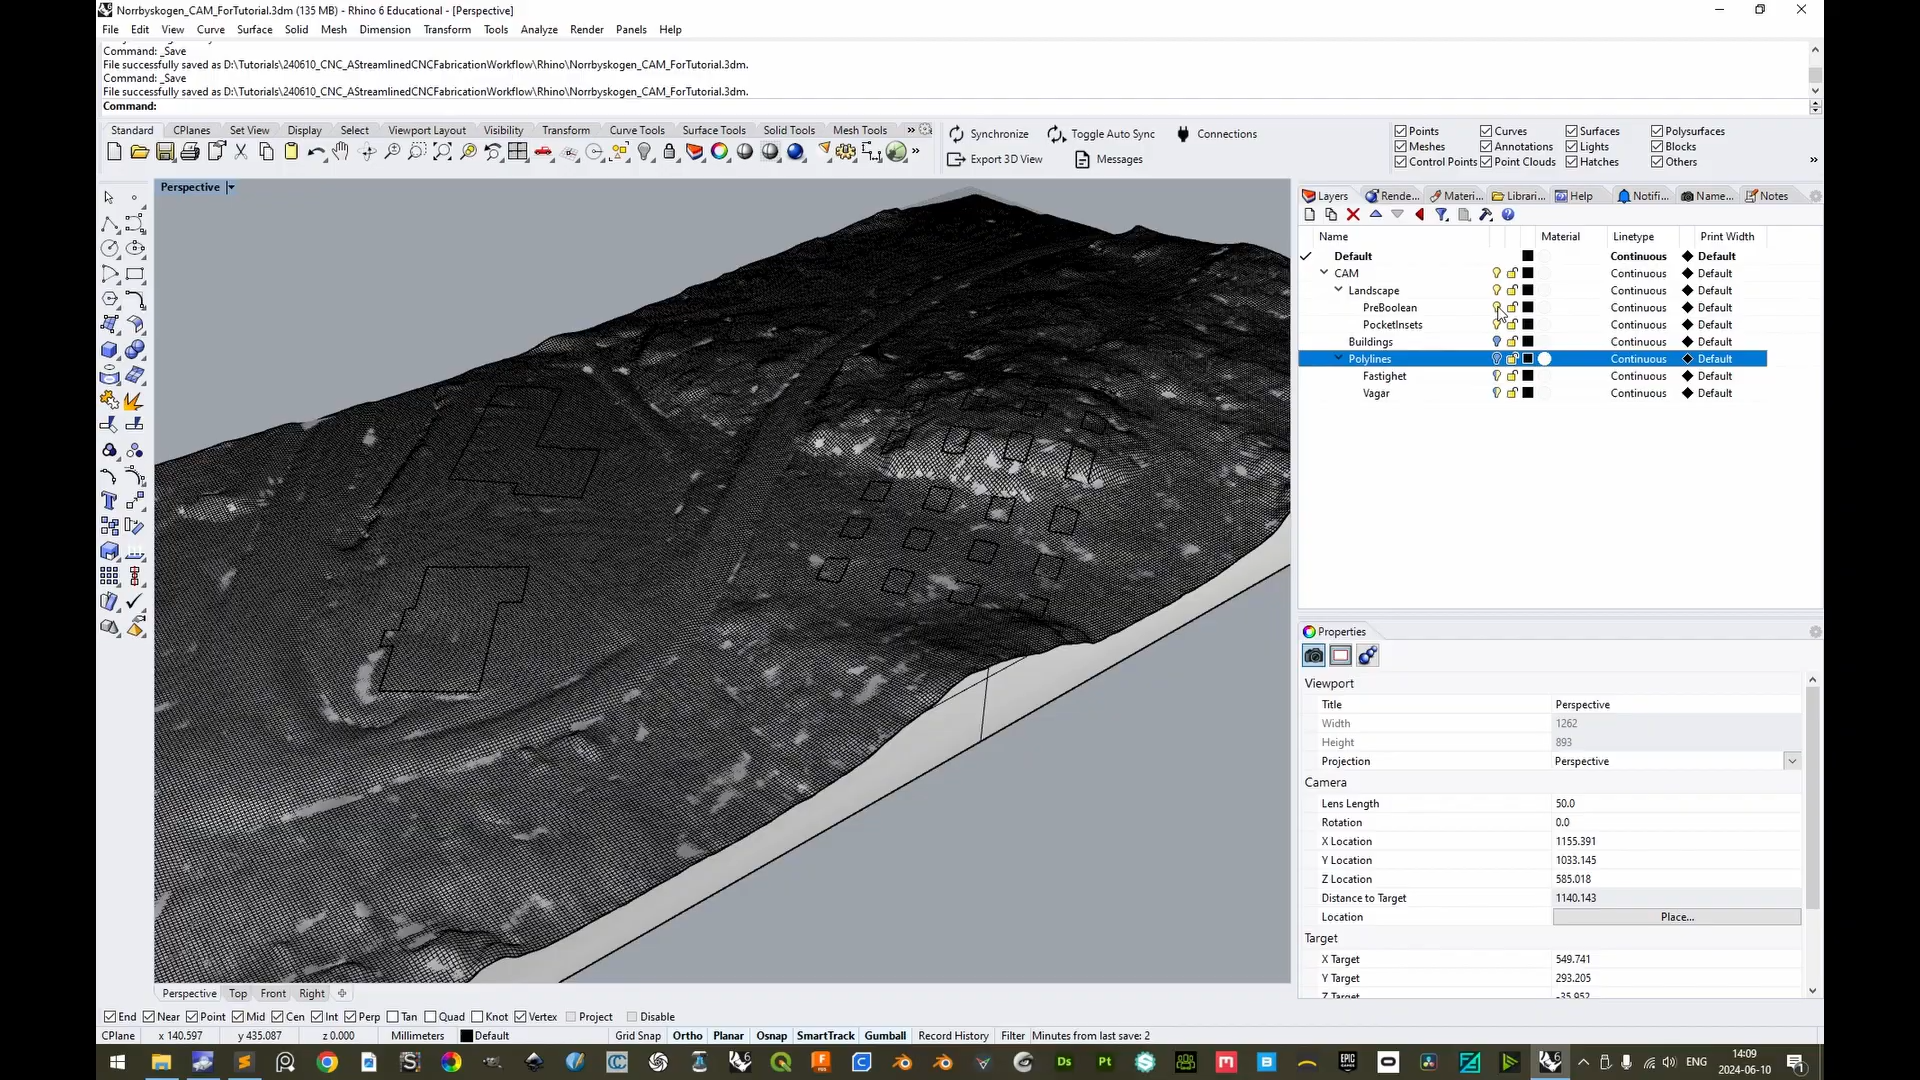 Norrbyskogen_CAM_ForTutorial.3dm (135 MB) - Rhino 6 Educational - [Perspective]
File Edit View Curve Surface Solid Mesh Dimension Transform Tools Analyze Render Panels Help
Command: _Save
File successfully saved as D:\Tutorials\240610_CNC_AStreamlinedCNCFabricationWorkflow\Rhino\Norrbyskogen_CAM_ForTutorial.3dm.
Command: _Save
File successfully saved as D:\Tutorials\240610_CNC_AStreamlinedCNCFabricationWorkflow\Rhino\Norrbyskogen_CAM_ForTutorial.3dm.
Command:
Standard CPlanes Set View Display Select Viewport Layout Visibility Transform Curve Tools Surface Tools Solid Tools Mesh Tools »
Synchronize Toggle Auto Sync Connections
Export 3D View Messages
Points Curves Surfaces Polysurfaces
Meshes Annotations Lights Blocks
Control Points Point Clouds Hatches Others
Perspective
Layers Rende... Materi... Librari... Help Notifi... Name... Notes
Name Material Linetype Print Width
Default Continuous Default
CAM Continuous Default
Landscape Continuous Default
PreBoolean Continuous Default
PocketInsets Continuous Default
Buildings Continuous Default
Polylines Continuous Default
Fastighet Continuous Default
Vagar Continuous Default
Properties
Viewport
Title Perspective
Width 1262
Height 893
Projection Perspective
Camera
Lens Length 50.0
Rotation 0.0
X Location 1155.391
Y Location 1033.145
Z Location 585.018
Distance to Target 1140.143
Location Place...
Target
X Target 549.741
Y Target 293.205
Z Target -35.952
Perspective Top Front Right
End Near Point Mid Cen Int Perp Tan Quad Knot Vertex Project Disable
CPlane x 140.597 y 435.087 z 0.000 Millimeters Default Grid Snap Ortho Planar Osnap SmartTrack Gumball Record History Filter Minutes from last save: 2
ENG 14:09
2024-06-10